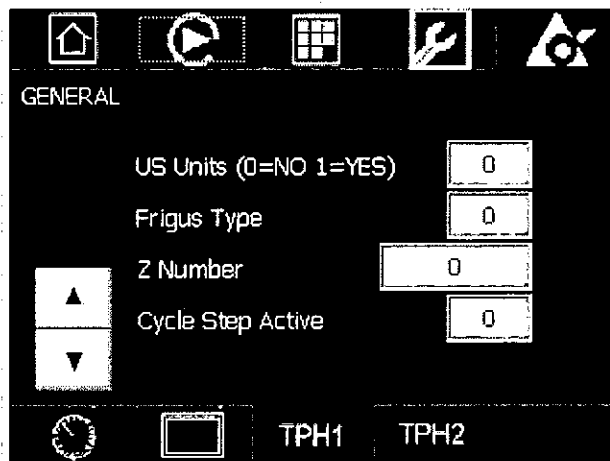 GENERAL
US Units (0=NO 1=YES) 0
Frigus Type 0
Z Number 0
Cycle Step Active 0
TPH1 TPH2